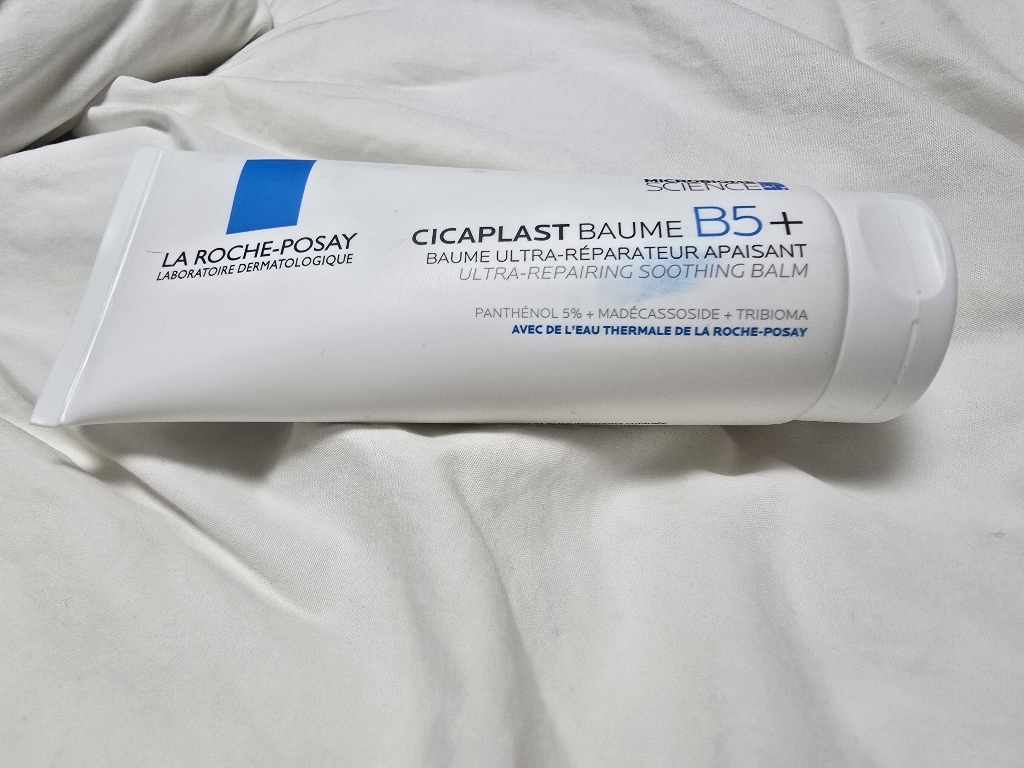 LA ROCHE-POSAY
LABORATOIRE DERMATOLOGIQUE
MICROBIOME
SCIENCE
CICAPLAST BAUME B5+
BAUME ULTRA-RÉPARATEUR APAISANT
ULTRA-REPAIRING SOOTHING BALM
PANTHÉNOL 5% + MADÉCASSOSIDE + TRIBIOMA
AVEC DE L'EAU THERMALE DE LA ROCHE-POSAY